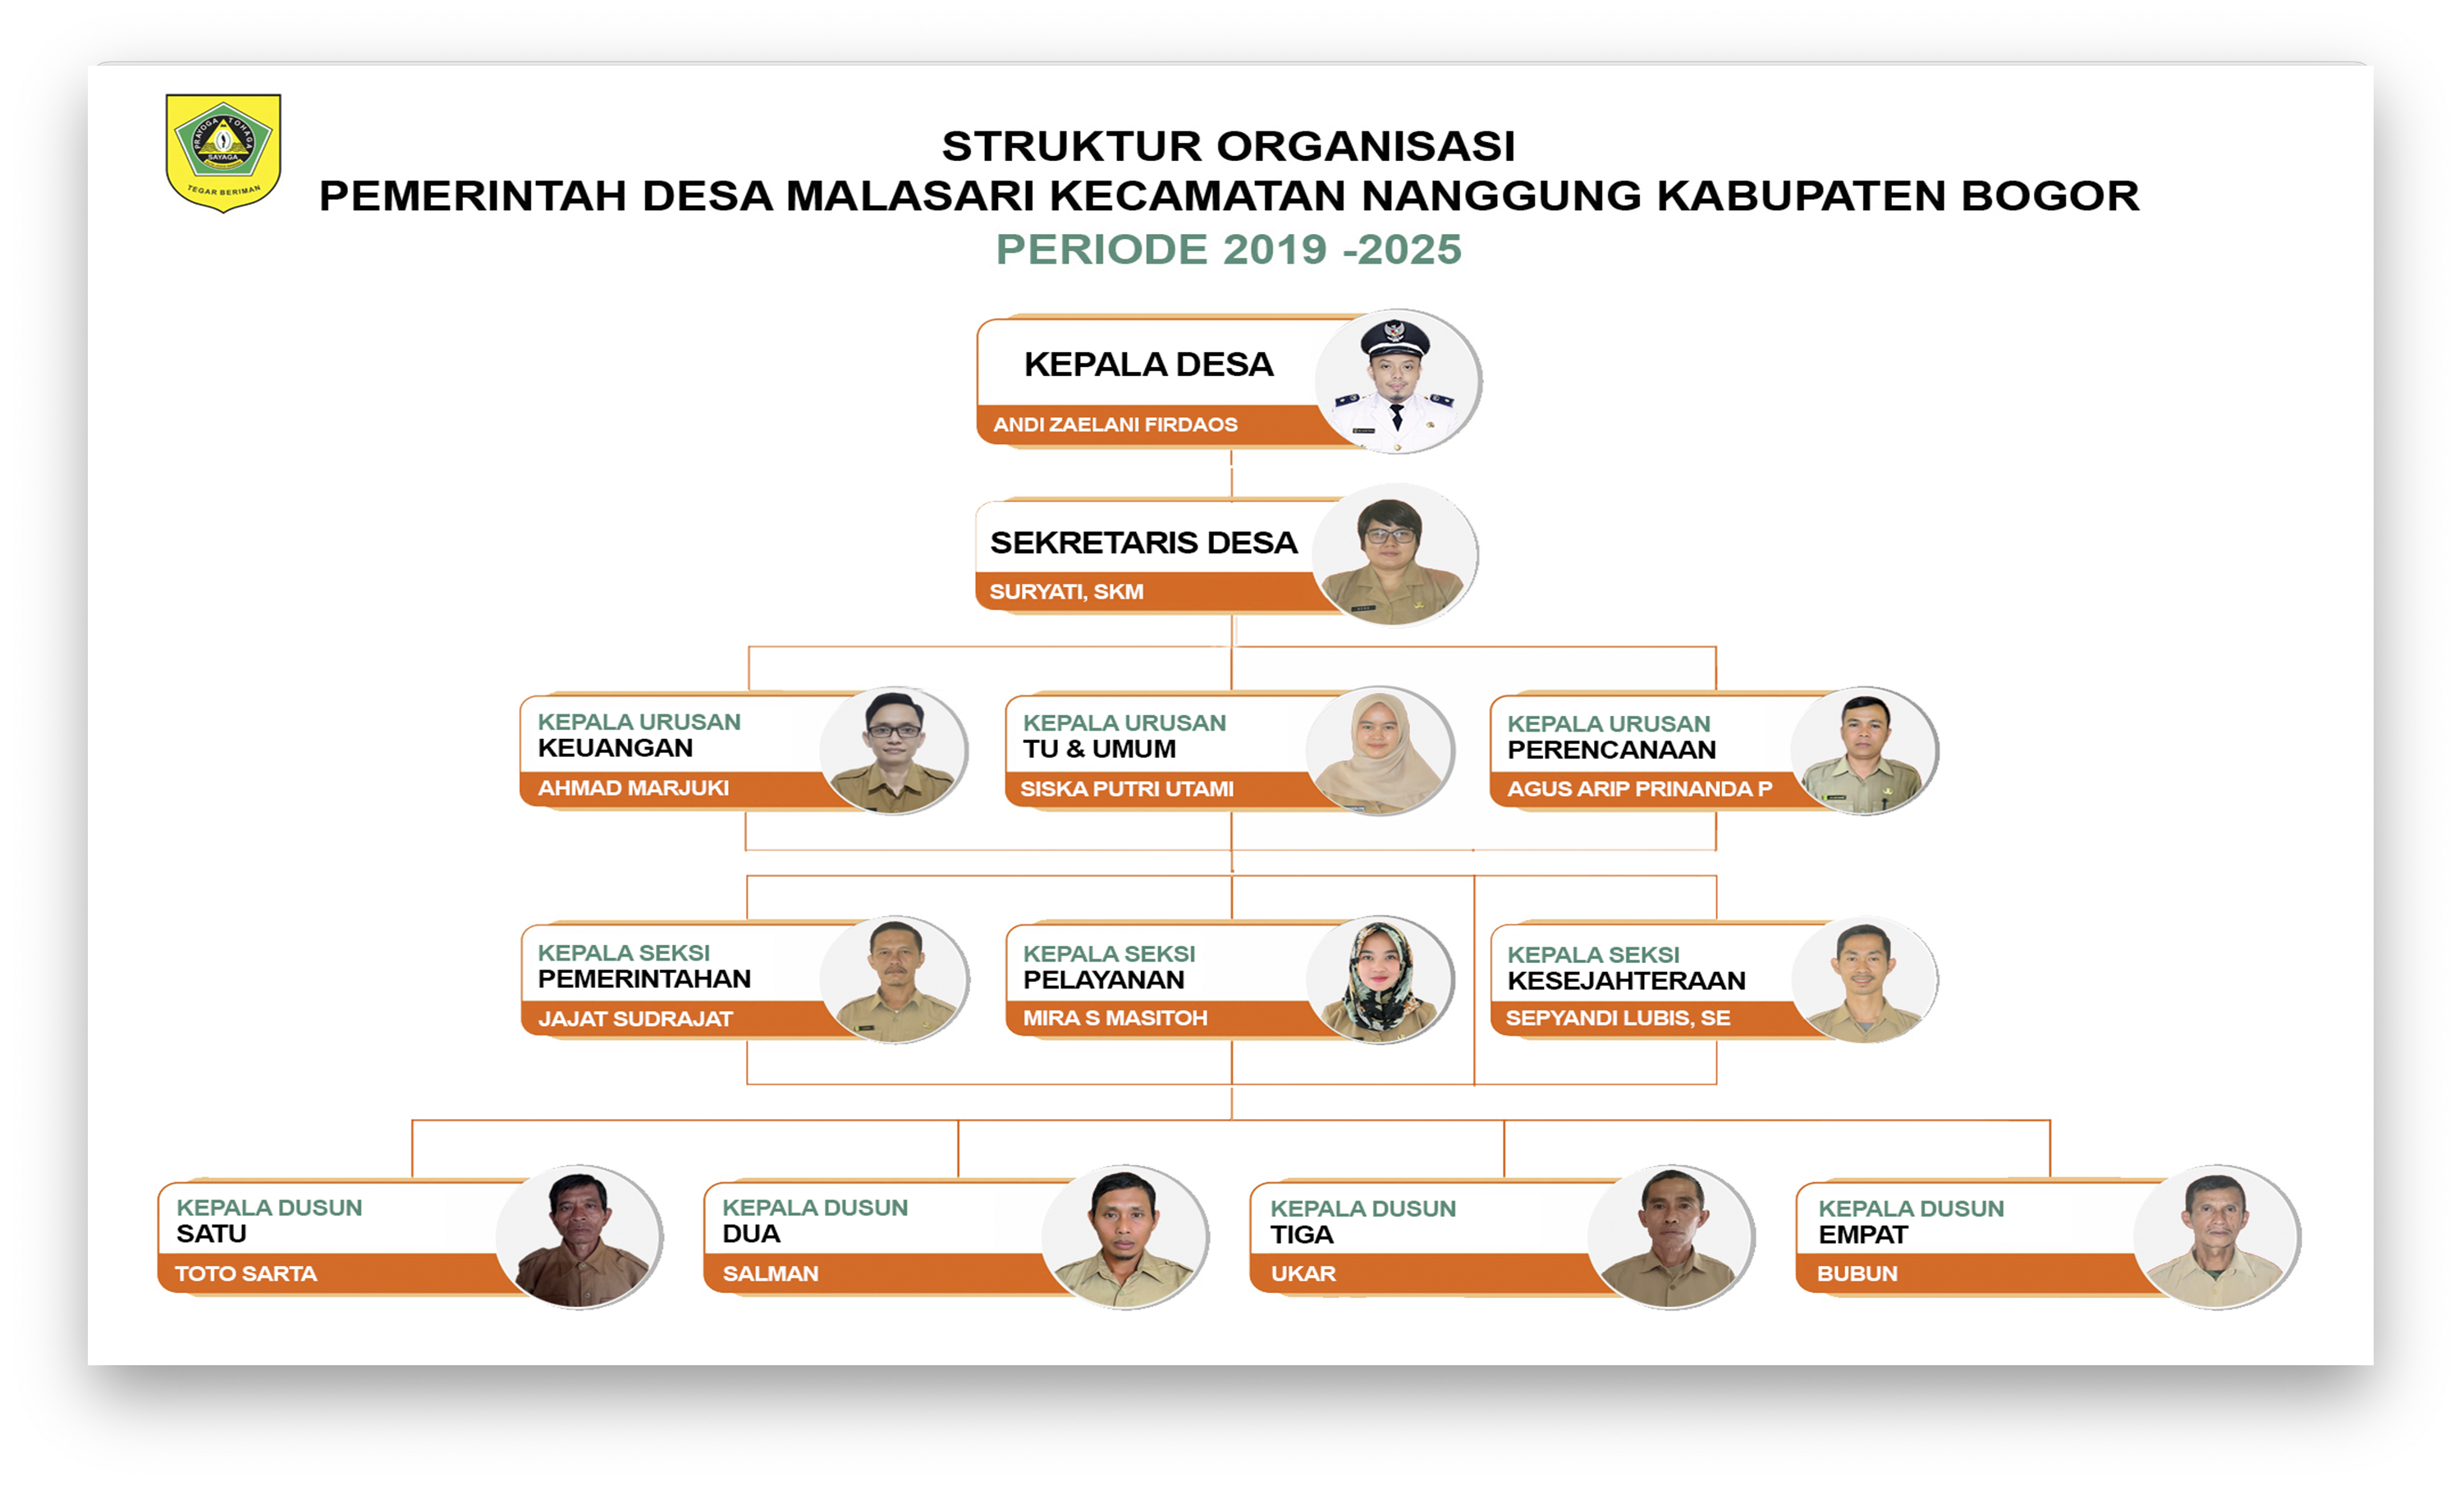 PRAYOGA TOHAGA
SAYAGA
TEGAR BERIMAN
STRUKTUR ORGANISASI
PEMERINTAH DESA MALASARI KECAMATAN NANGGUNG KABUPATEN BOGOR
PERIODE 2019 -2025
KEPALA DESA
ANDI ZAELANI FIRDAOS
SEKRETARIS DESA
SURYATI, SKM
KEPALA URUSAN
KEUANGAN
AHMAD MARJUKI
KEPALA URUSAN
TU & UMUM
SISKA PUTRI UTAMI
KEPALA URUSAN
PERENCANAAN
AGUS ARIP PRINANDA P
KEPALA SEKSI
PEMERINTAHAN
JAJAT SUDRAJAT
KEPALA SEKSI
PELAYANAN
MIRA S MASITOH
KEPALA SEKSI
KESEJAHTERAAN
SEPYANDI LUBIS, SE
KEPALA DUSUN
SATU
TOTO SARTA
KEPALA DUSUN
DUA
SALMAN
KEPALA DUSUN
TIGA
UKAR
KEPALA DUSUN
EMPAT
BUBUN